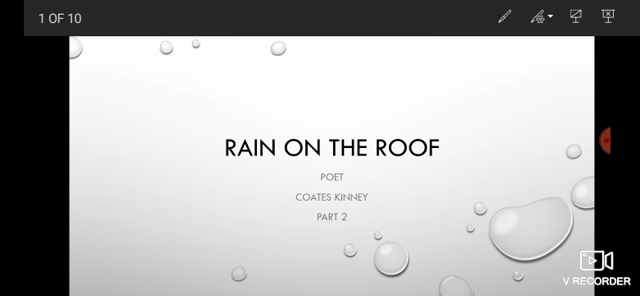 1 OF 10
RAIN ON THE ROOF
POET
COATES KINNEY
PART 2
V RECORDER